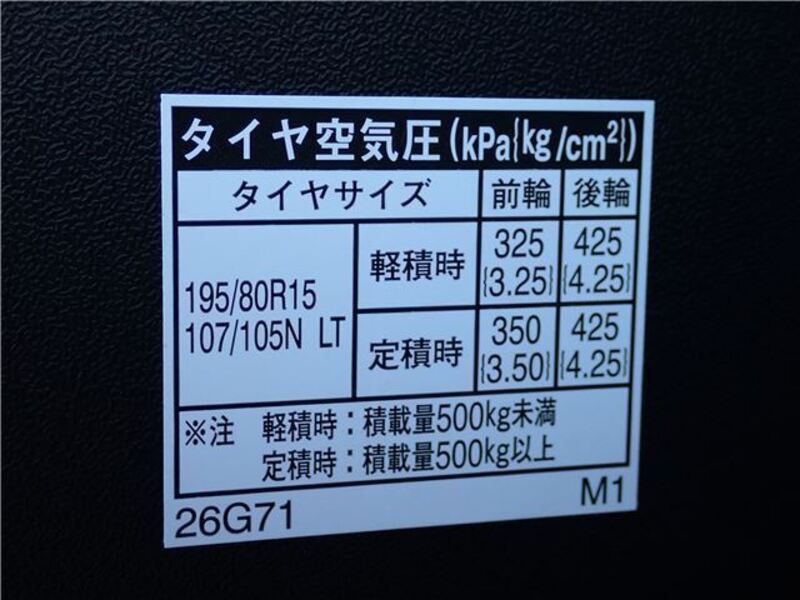 タイヤ空気圧(kPa{kg/cm²})
タイヤサイズ 前輪 後輪
195/80R15
107/105N LT
軽積時 325 425
{3.25} {4.25}
定積時 350 425
{3.50} {4.25}
※注 軽積時:積載量500kg未満
定積時:積載量500kg以上
26G71 M1